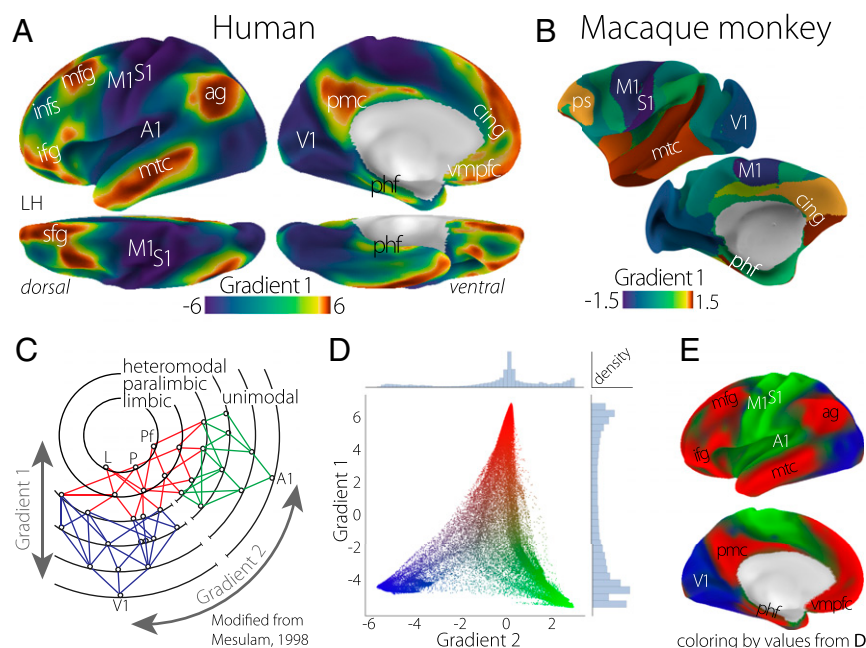 A
Human
B
Macaque monkey
mfg
M1
S1
infs
ag
A1
ifg
mtc
LH
pmc
cing
V1
vmpfc
phf
sfg
M1
S1
phf
dorsal
ventral
Gradient 1
-6
6
ps
M1
S1
V1
mtc
M1
cing
phf
Gradient 1
-1.5
1.5
C
heteromodal
paralimbic
limbic
unimodal
Pf
L
P
A1
V1
Gradient 1
Gradient 2
Modified from
Mesulam, 1998
D
density
Gradient 1
6
4
2
0
-2
-4
-6
-4
-2
0
2
Gradient 2
E
mfg
M1
S1
ag
A1
ifg
mtc
pmc
V1
phf
vmpfc
coloring by values from D